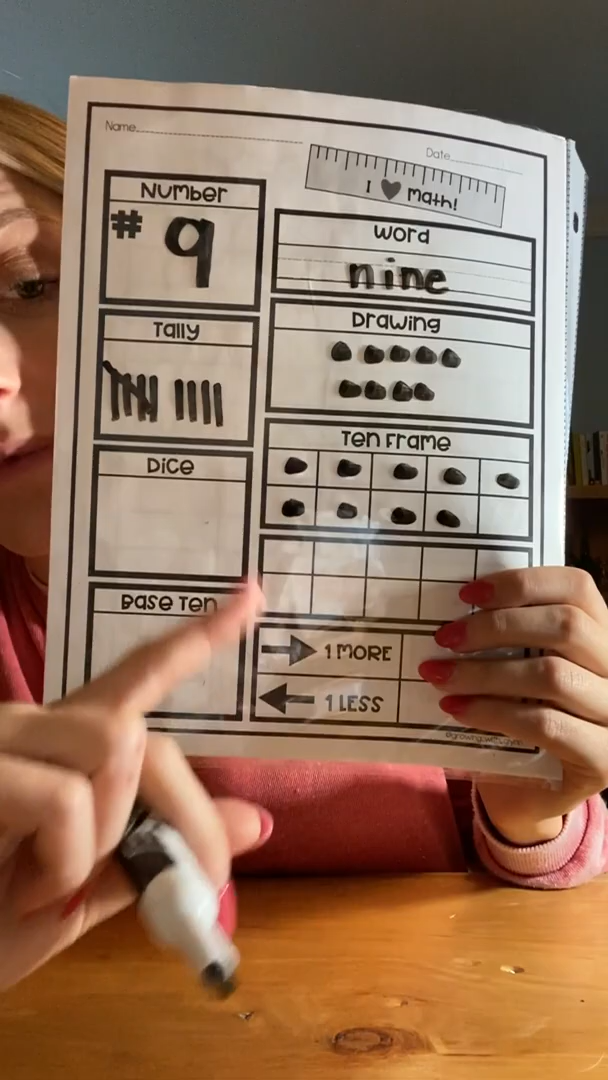 Name
Date
I ♥ Math!
Number
# 9
Word
nine
Tally
Drawing
Ten Frame
Dice
Base Ten
1 MORE
1 LESS